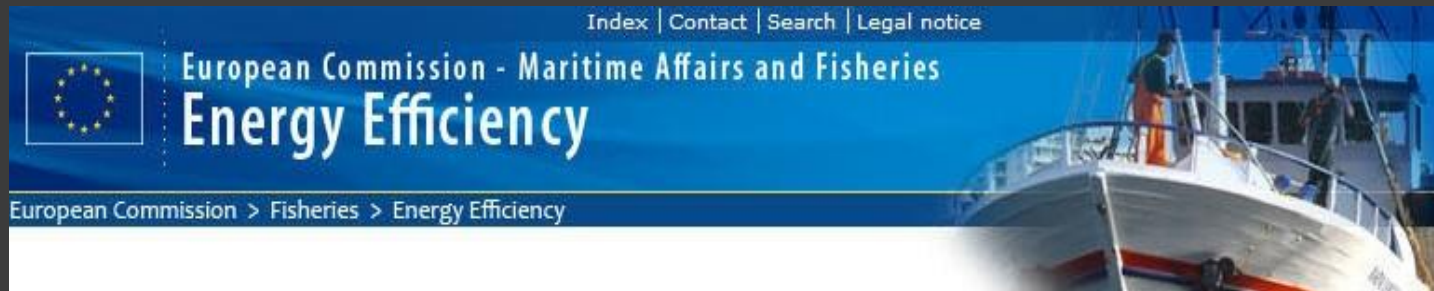 Index | Contact | Search | Legal notice
European Commission - Maritime Affairs and Fisheries
Energy Efficiency
European Commission > Fisheries > Energy Efficiency